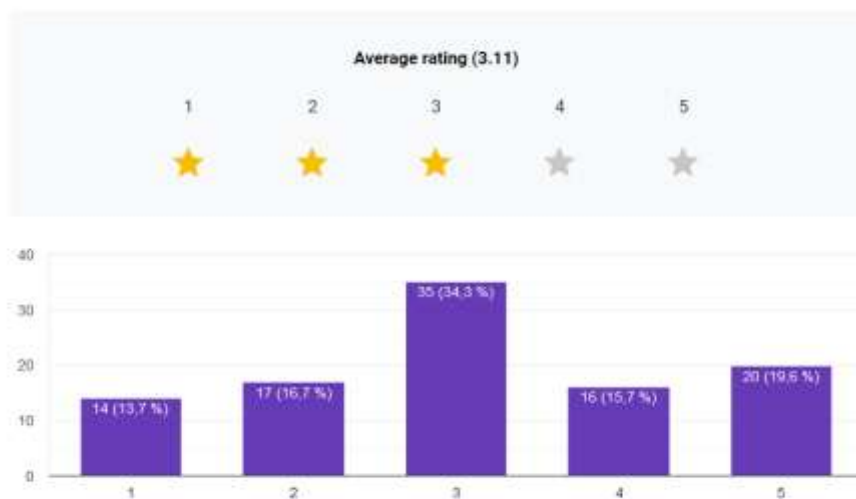 Average rating (3.11)
1 2 3 4 5
40
30
20
10
0
14 (13,7 %)
17 (16,7 %)
35 (34,3 %)
16 (15,7 %)
20 (19,6 %)
1 2 3 4 5